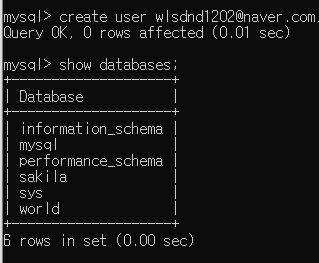 mysql> create user wlsdnd1202@naver.com
Query OK, 0 rows affected (0.01 sec)
mysql> show databases;
+--------------------+
| Database           |
+--------------------+
| information_schema |
| mysql              |
| performance_schema |
| sakila             |
| sys                |
| world              |
+--------------------+
6 rows in set (0.00 sec)